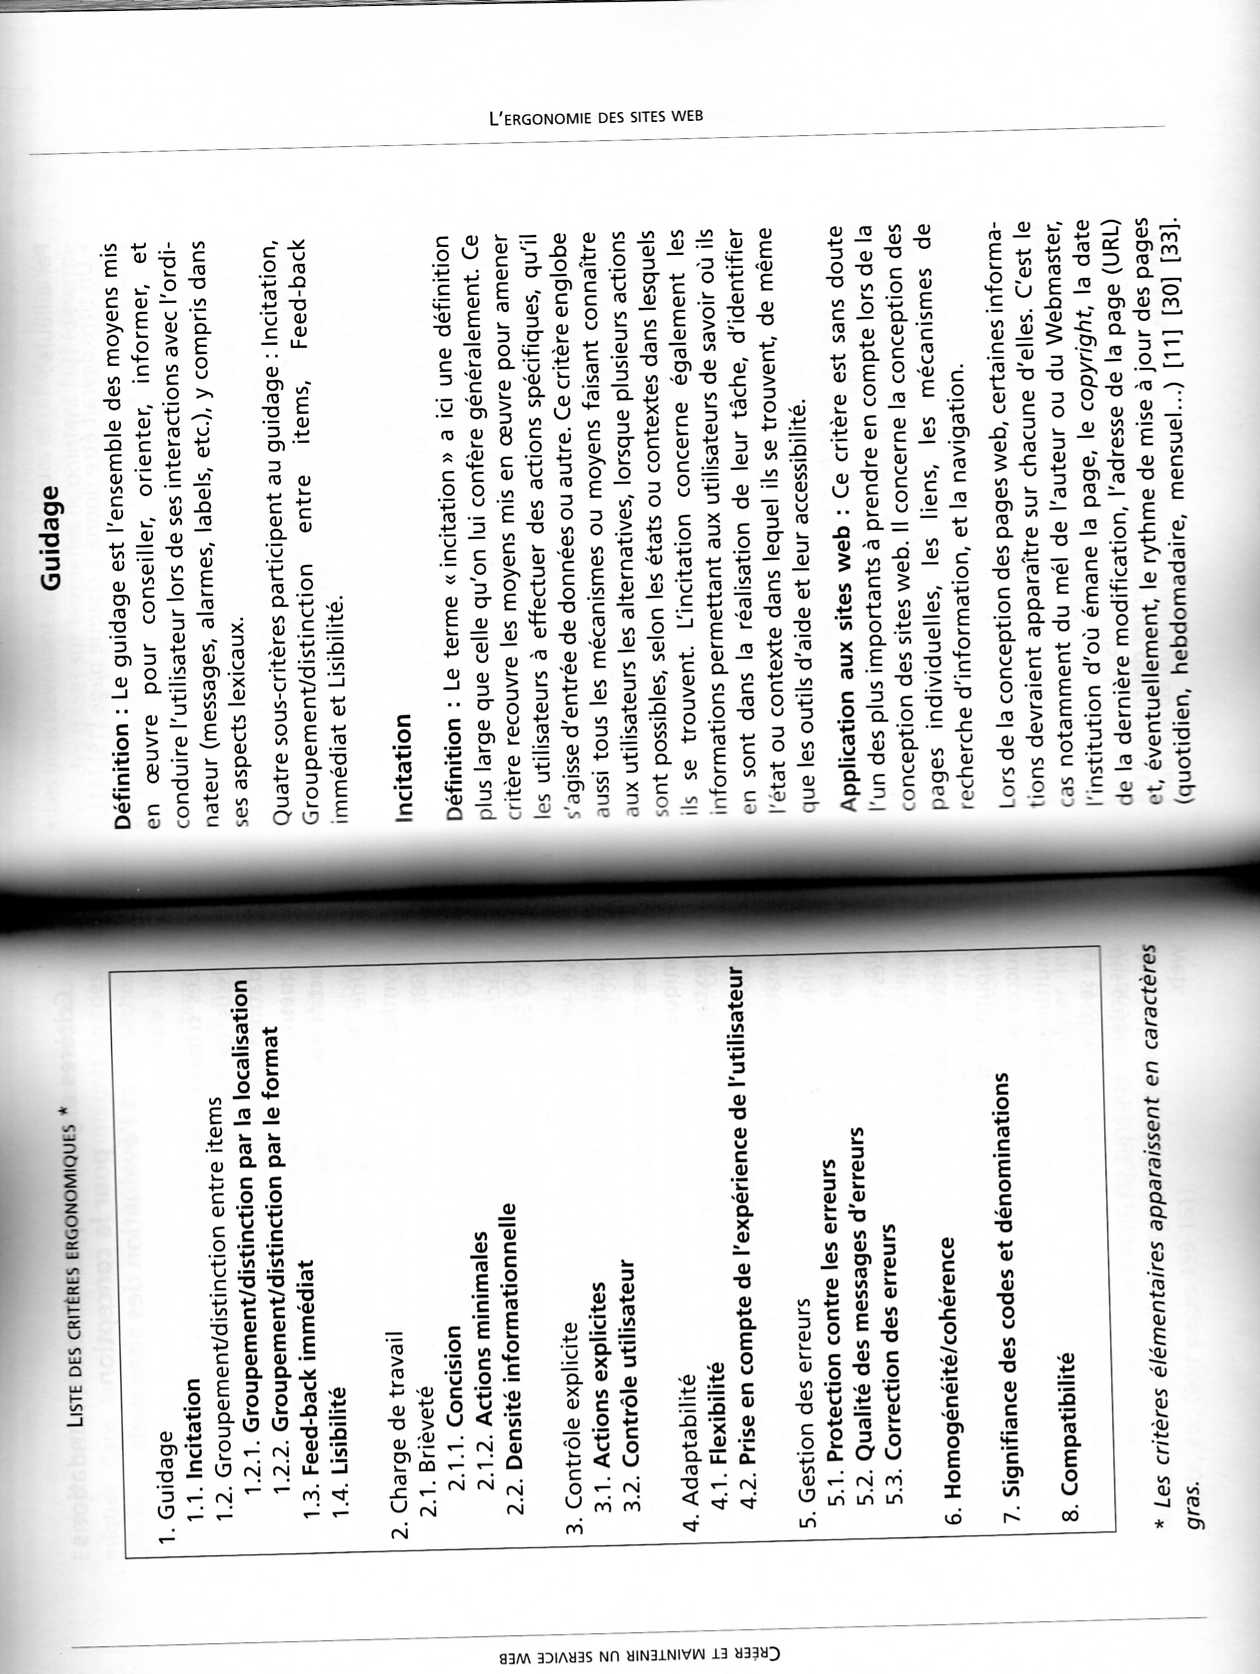 CRÉER ET MAINTENIR UN SERVICE WEB
LISTE DES CRITÈRES ERGONOMIQUES *
1. Guidage
1.1. Incitation
1.2. Groupement/distinction entre items
1.2.1. Groupement/distinction par la localisation
1.2.2. Groupement/distinction par le format
1.3. Feed-back immédiat
1.4. Lisibilité
2. Charge de travail
2.1. Brièveté
2.1.1. Concision
2.1.2. Actions minimales
2.2. Densité informationnelle
3. Contrôle explicite
3.1. Actions explicites
3.2. Contrôle utilisateur
4. Adaptabilité
4.1. Flexibilité
4.2. Prise en compte de l'expérience de l'utilisateur
5. Gestion des erreurs
5.1. Protection contre les erreurs
5.2. Qualité des messages d'erreurs
5.3. Correction des erreurs
6. Homogénéité/cohérence
7. Signifiance des codes et dénominations
8. Compatibilité
* Les critères élémentaires apparaissent en caractères
gras.
L'ERGONOMIE DES SITES WEB
Guidage
Définition : Le guidage est l'ensemble des moyens mis
en œuvre pour conseiller, orienter, informer, et
conduire l'utilisateur lors de ses interactions avec l'ordi-
nateur (messages, alarmes, labels, etc.), y compris dans
ses aspects lexicaux.
Quatre sous-critères participent au guidage : Incitation,
Groupement/distinction entre items, Feed-back
immédiat et Lisibilité.
Incitation
Définition : Le terme « incitation » a ici une définition
plus large que celle qu'on lui confère généralement. Ce
critère recouvre les moyens mis en œuvre pour amener
les utilisateurs à effectuer des actions spécifiques, qu'il
s'agisse d'entrée de données ou autre. Ce critère englobe
aussi tous les mécanismes ou moyens faisant connaître
aux utilisateurs les alternatives, lorsque plusieurs actions
sont possibles, selon les états ou contextes dans lesquels
ils se trouvent. L'incitation concerne également les
informations permettant aux utilisateurs de savoir où ils
en sont dans la réalisation de leur tâche, d'identifier
l'état ou contexte dans lequel ils se trouvent, de même
que les outils d'aide et leur accessibilité.
Application aux sites web : Ce critère est sans doute
l'un des plus importants à prendre en compte lors de la
conception des sites web. Il concerne la conception des
pages individuelles, les liens, les mécanismes de
recherche d'information, et la navigation.
Lors de la conception des pages web, certaines informa-
tions devraient apparaître sur chacune d'elles. C'est le
cas notamment du mél de l'auteur ou du Webmaster,
l'institution d'où émane la page, le copyright, la date
de la dernière modification, l'adresse de la page (URL)
et, éventuellement, le rythme de mise à jour des pages
(quotidien, hebdomadaire, mensuel...) [11] [30] [33].